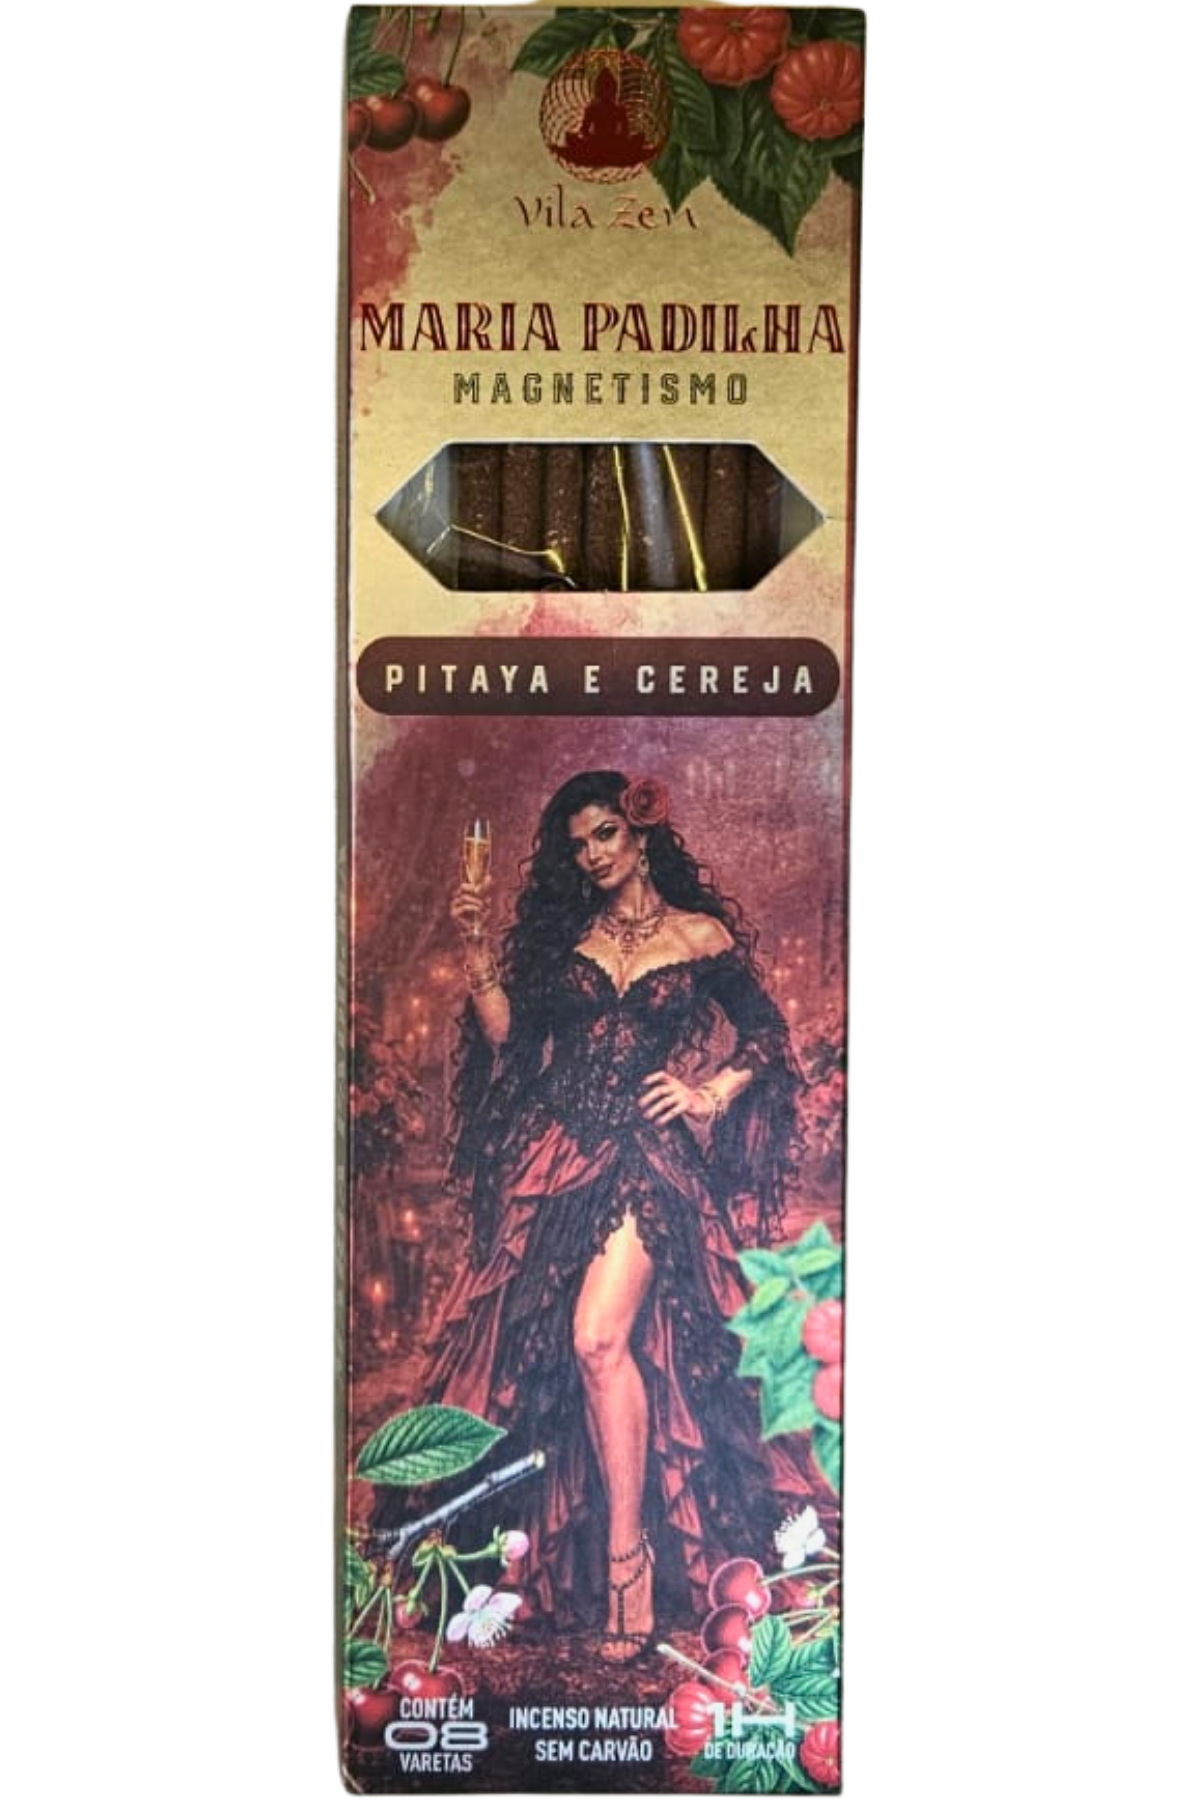 Vila Zen
MARIA PADILHA
MAGNETISMO
PITAYA E CEREJA
CONTÉM
08
VARETAS
INCENSO NATURAL
SEM CARVÃO
1H
DE DURAÇÃO